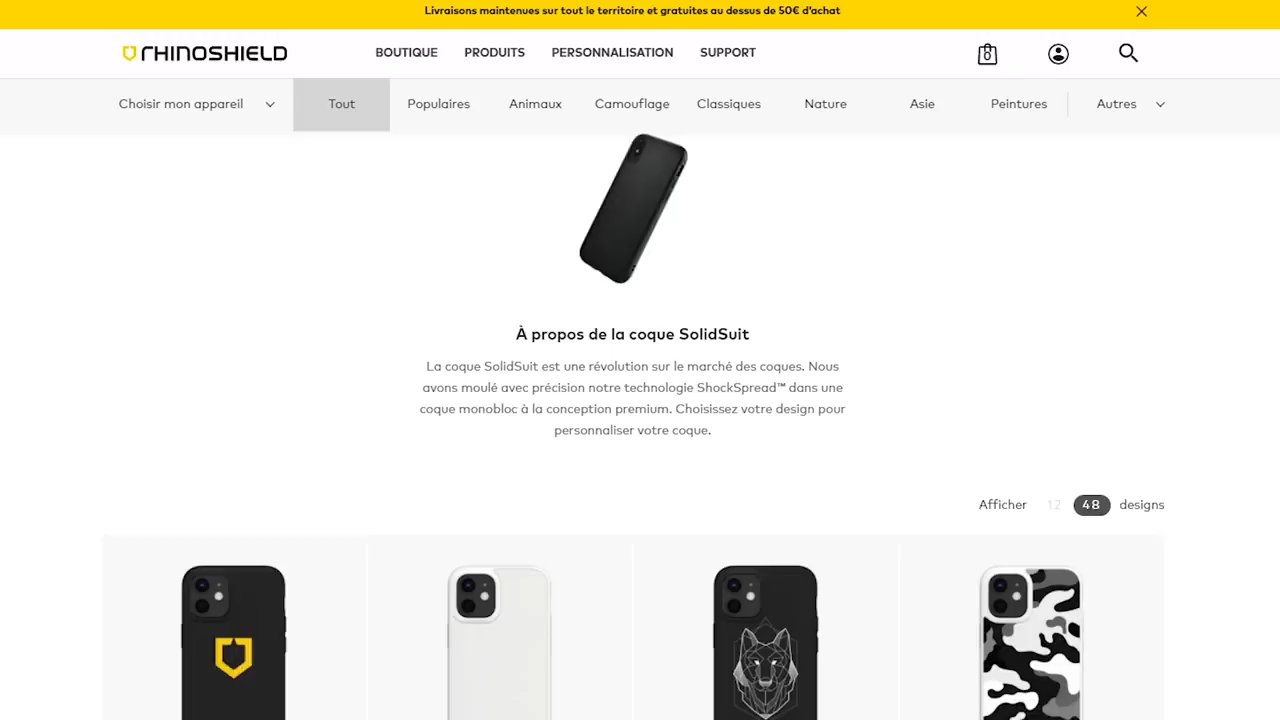 Livraisons maintenues sur tout le territoire et gratuites au dessus de 50€ d'achat
RHINOSHIELD BOUTIQUE PRODUITS PERSONNALISATION SUPPORT 0
Choisir mon appareil Tout Populaires Animaux Camouflage Classiques Nature Asie Peintures Autres
À propos de la coque SolidSuit
La coque SolidSuit est une révolution sur le marché des coques. Nous
avons moulé avec précision notre technologie ShockSpread™ dans une
coque monobloc à la conception premium. Choisissez votre design pour
personnaliser votre coque.
Afficher 12 48 designs